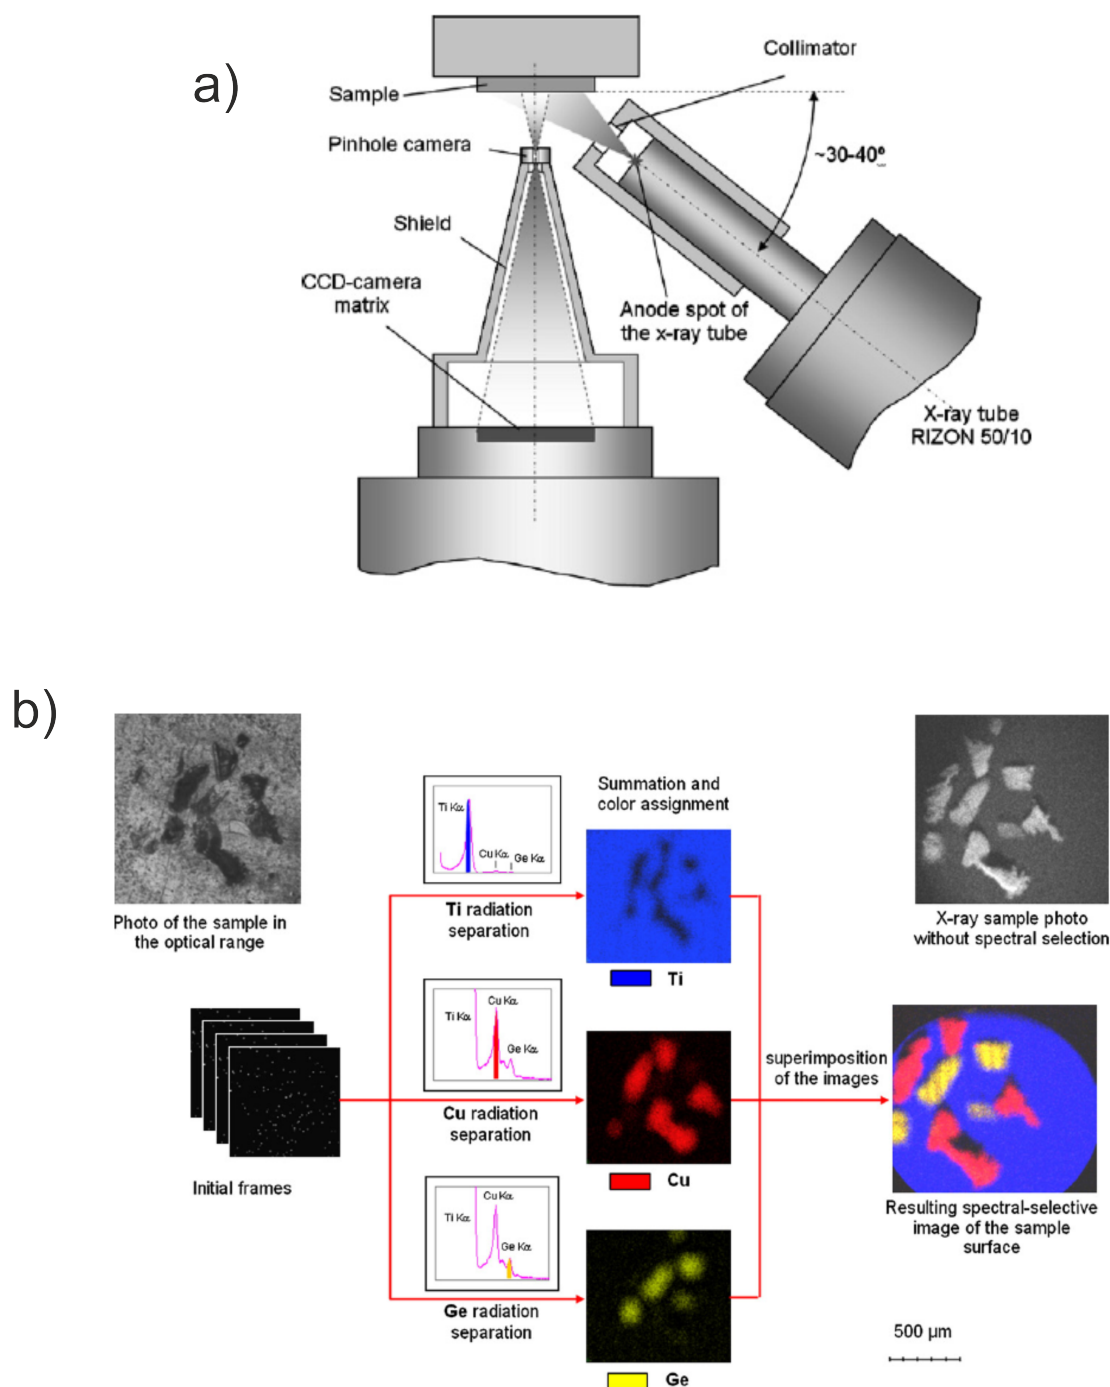 a)
Collimator
Sample
Pinhole camera
~30-40º
Shield
CCD-camera
matrix
Anode spot of
the x-ray tube
X-ray tube
RIZON 50/10
b)
Photo of the sample in
the optical range
Ti Kα
Cu Kα
Ge Kα
Ti radiation
separation
Summation and
color assignment
Ti
X-ray sample photo
without spectral selection
Initial frames
Cu Kα
Ti Kα
Ge Kα
Cu radiation
separation
Cu
superimposition
of the images
Resulting spectral-selective
image of the sample
surface
Cu Kα
Ti Kα
Ge Kα
Ge radiation
separation
Ge
500 µm